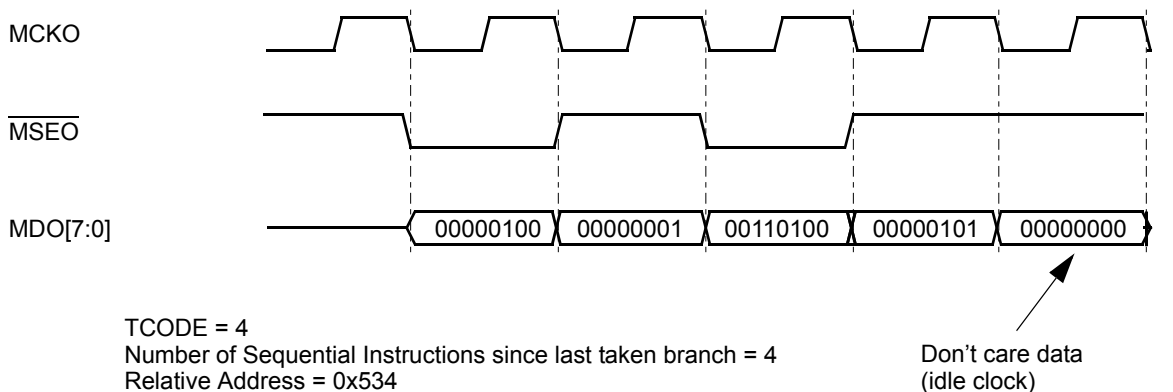 MCKO
MSEO
MDO[7:0]
00000100 00000001 00110100 00000101 00000000
TCODE = 4
Number of Sequential Instructions since last taken branch = 4
Relative Address = 0x534
Don't care data
(idle clock)